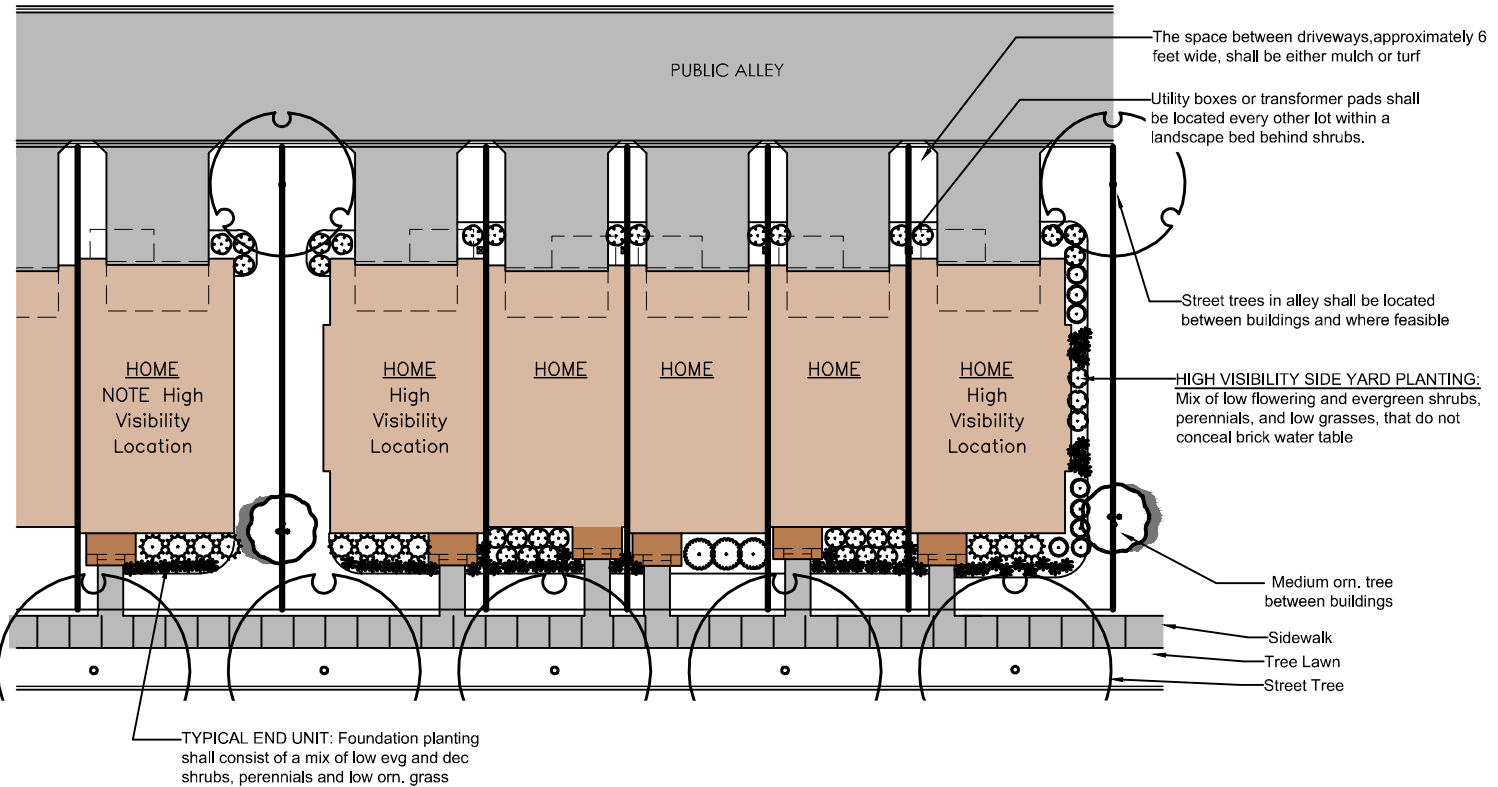 PUBLIC ALLEY
The space between driveways,approximately 6
feet wide, shall be either mulch or turf
Utility boxes or transformer pads shall
be located every other lot within a
landscape bed behind shrubs.
Street trees in alley shall be located
between buildings and where feasible
HIGH VISIBILITY SIDE YARD PLANTING:
Mix of low flowering and evergreen shrubs,
perennials, and low grasses, that do not
conceal brick water table
HOME
NOTE High
Visibility
Location
HOME
High
Visibility
Location
HOME
HOME
HOME
HOME
High
Visibility
Location
Medium orn. tree
between buildings
Sidewalk
Tree Lawn
Street Tree
TYPICAL END UNIT: Foundation planting
shall consist of a mix of low evg and dec
shrubs, perennials and low orn. grass